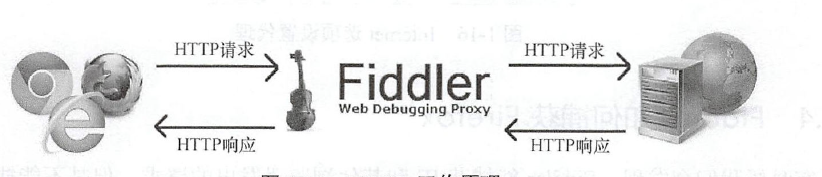 HTTP请求
HTTP请求
Fiddler
Web Debugging Proxy
HTTP响应
HTTP响应